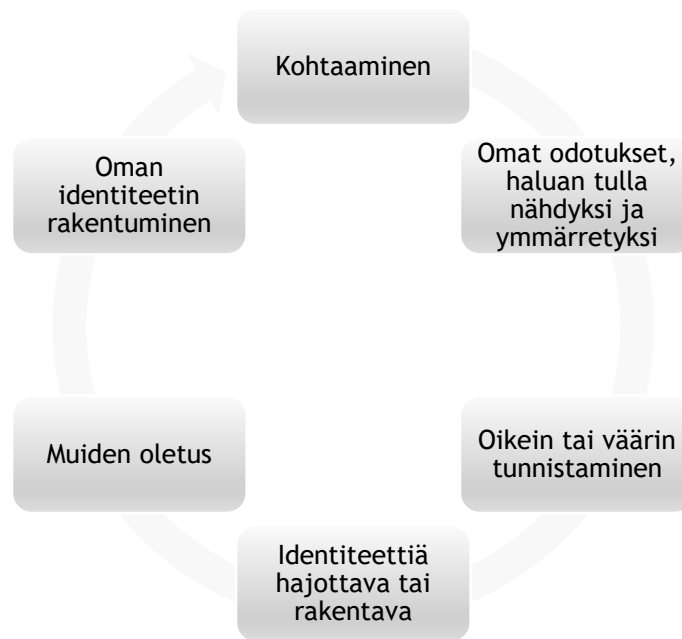 Kohtaaminen
Omat odotukset,
haluan tulla
nähdyksi ja
ymmärretyksi
Oikein tai väärin
tunnistaminen
Identiteettiä
hajottava tai
rakentava
Muiden oletus
Oman
identiteetin
rakentuminen